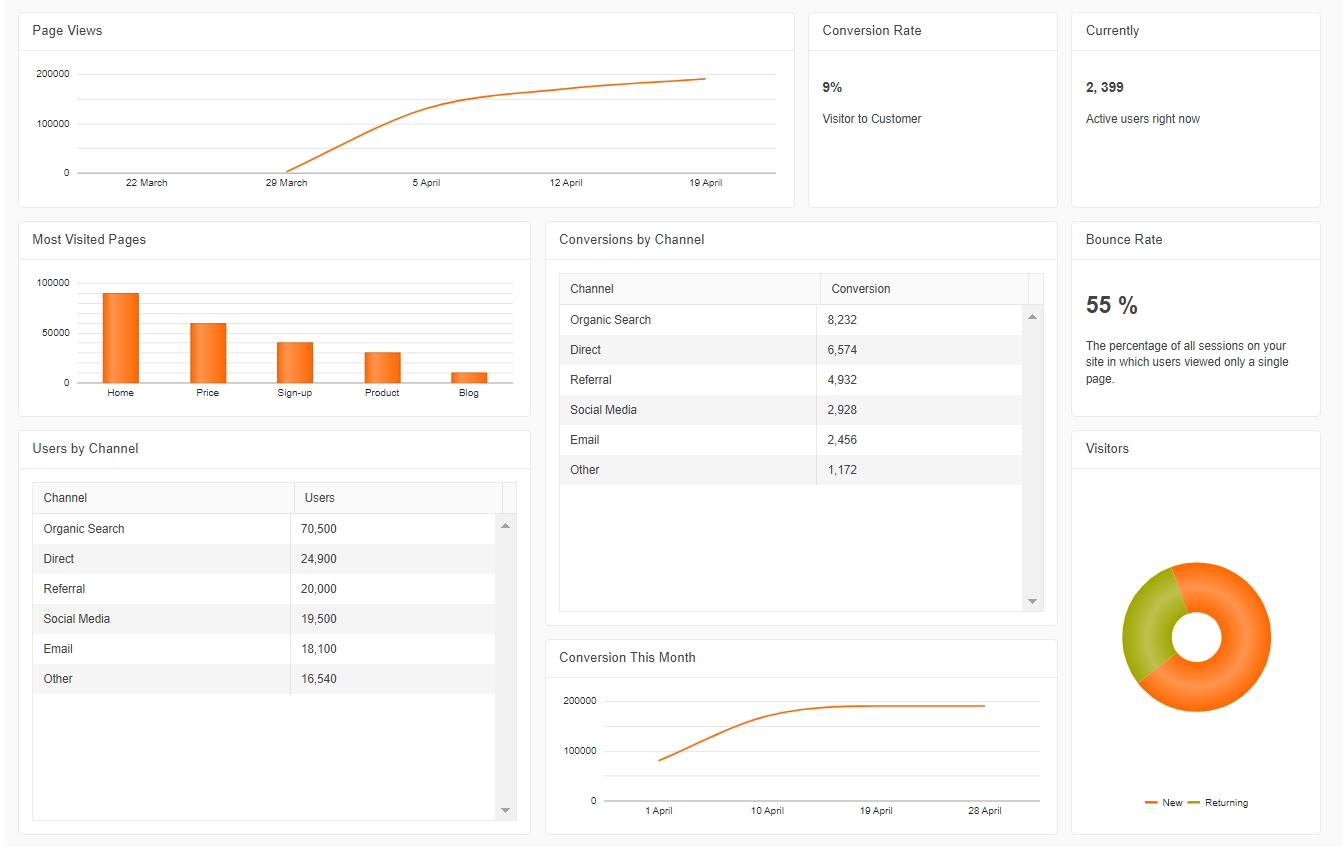 Page Views
200000
100000
0
22 March 29 March 5 April 12 April 19 April
Conversion Rate
9%
Visitor to Customer
Currently
2, 399
Active users right now
Most Visited Pages
100000
50000
0
Home Price Sign-up Product Blog
Conversions by Channel
Channel Conversion
Organic Search 8,232
Direct 6,574
Referral 4,932
Social Media 2,928
Email 2,456
Other 1,172
Bounce Rate
55 %
The percentage of all sessions on your
site in which users viewed only a single
page.
Users by Channel
Channel Users
Organic Search 70,500
Direct 24,900
Referral 20,000
Social Media 19,500
Email 18,100
Other 16,540
Conversion This Month
200000
100000
0
1 April 10 April 19 April 28 April
Visitors
New Returning